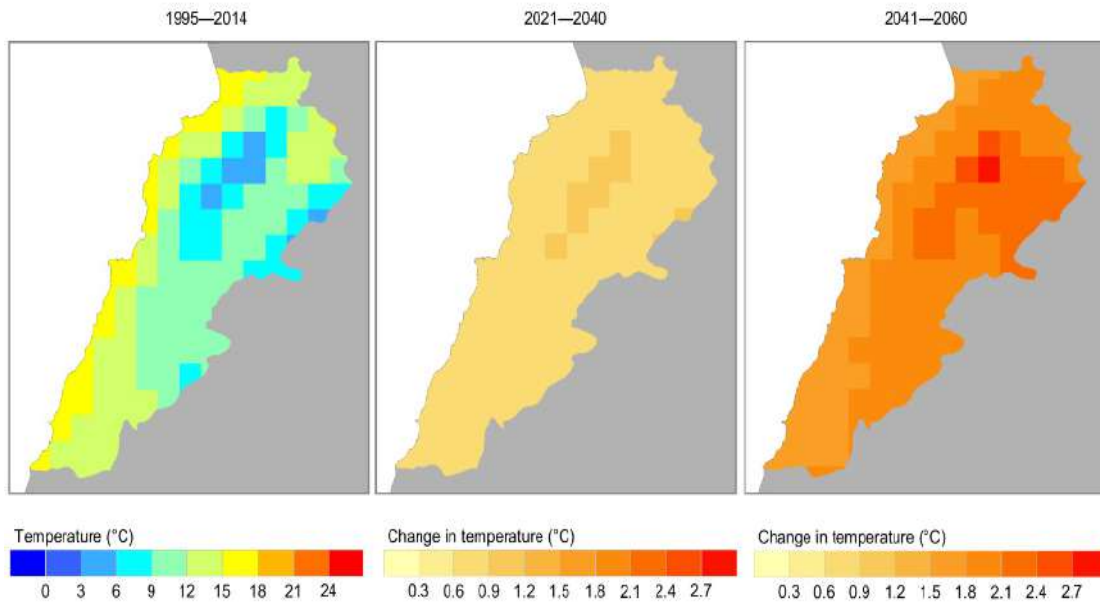 1995—2014 2021—2040 2041—2060
Temperature (°C) Change in temperature (°C) Change in temperature (°C)
0 3 6 9 12 15 18 21 24 0.3 0.6 0.9 1.2 1.5 1.8 2.1 2.4 2.7 0.3 0.6 0.9 1.2 1.5 1.8 2.1 2.4 2.7